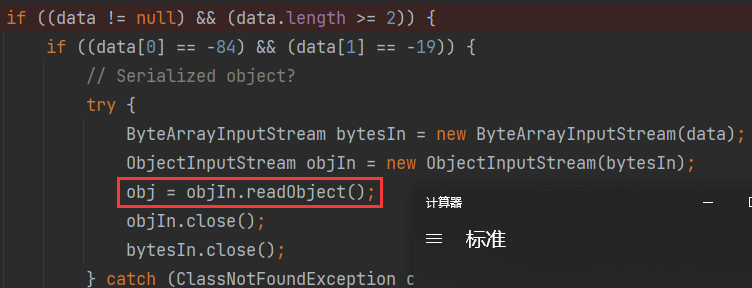 if ((data != null) && (data.length >= 2)) {
if ((data[0] == -84) && (data[1] == -19)) {
// Serialized object?
try {
ByteArrayInputStream bytesIn = new ByteArrayInputStream(data);
ObjectInputStream objIn = new ObjectInputStream(bytesIn);
obj = objIn.readObject();
objIn.close();
bytesIn.close();
} catch (ClassNotFoundException
计算器
标准